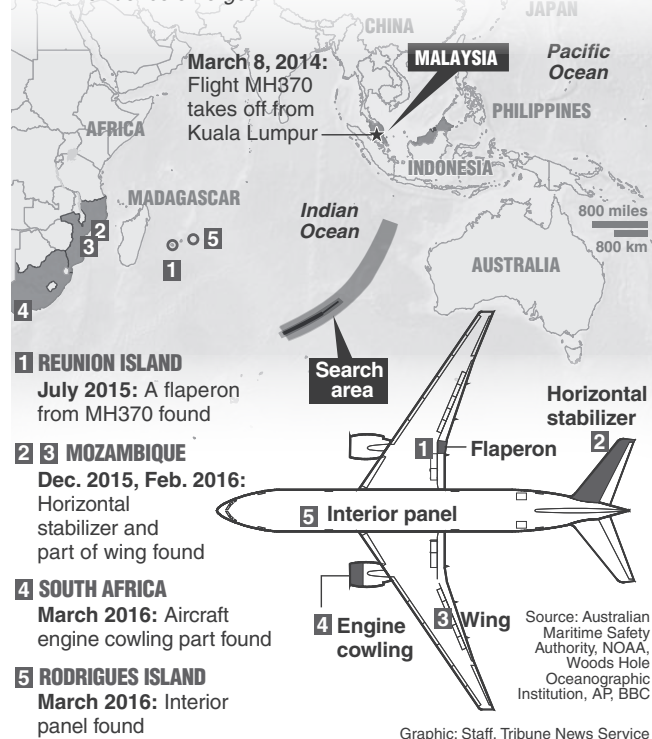 JAPAN
CHINA
March 8, 2014:
Flight MH370
takes off from
Kuala Lumpur
MALAYSIA
Pacific
Ocean
PHILIPPINES
AFRICA
INDONESIA
MADAGASCAR
Indian
Ocean
800 miles
800 km
2
3
5
1
4
AUSTRALIA
Search
area
1 REUNION ISLAND
July 2015: A flaperon
from MH370 found
2 3 MOZAMBIQUE
Dec. 2015, Feb. 2016:
Horizontal
stabilizer and
part of wing found
4 SOUTH AFRICA
March 2016: Aircraft
engine cowling part found
5 RODRIGUES ISLAND
March 2016: Interior
panel found
Horizontal
stabilizer
2
1 Flaperon
5 Interior panel
4 Engine
cowling
3 Wing
Source: Australian
Maritime Safety
Authority, NOAA,
Woods Hole
Oceanographic
Institution, AP, BBC
Graphic: Staff, Tribune News Service